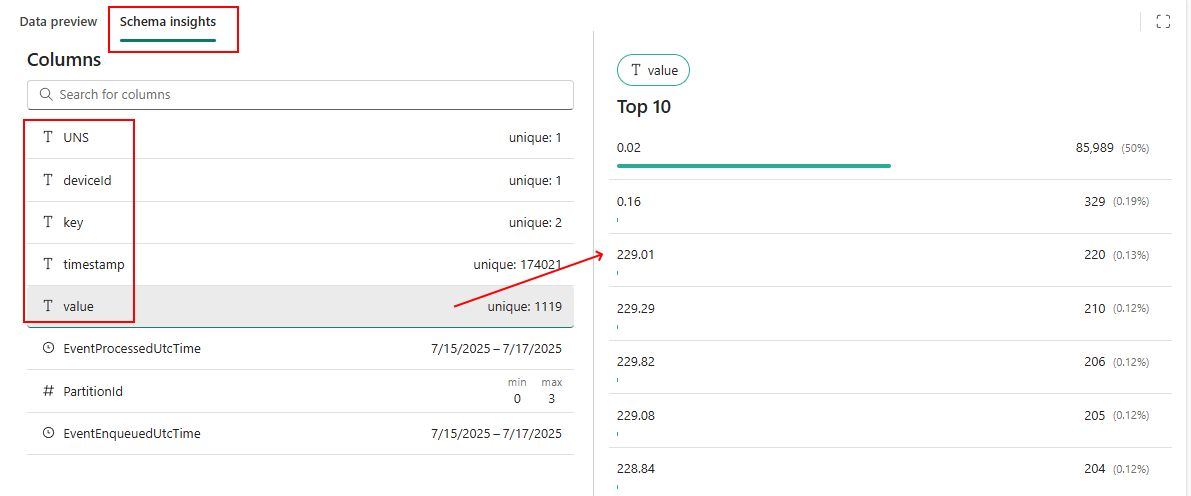 Data preview
Schema insights
Columns
Search for columns
T UNS unique: 1
T deviceId unique: 1
T key unique: 2
T timestamp unique: 174021
T value unique: 1119
EventProcessedUtcTime 7/15/2025 – 7/17/2025
# PartitionId min 0 max 3
EventEnqueuedUtcTime 7/15/2025 – 7/17/2025
T value
Top 10
0.02 85,989 (50%)
0.16 329 (0.19%)
229.01 220 (0.13%)
229.29 210 (0.12%)
229.82 206 (0.12%)
229.08 205 (0.12%)
228.84 204 (0.12%)